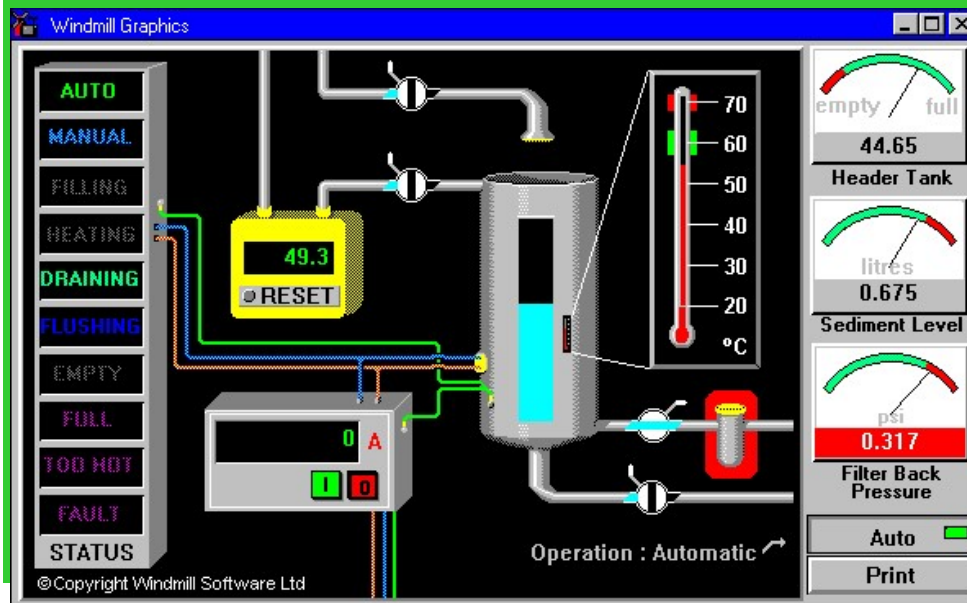 Windmill Graphics
AUTO
MANUAL
FILLING
HEATING
DRAINING
FLUSHING
EMPTY
FULL
TOO HOT
FAULT
STATUS
©Copyright Windmill Software Ltd
49.3
RESET
0 A
I 0
70
60
50
40
30
20
ºC
Operation : Automatic
empty full
44.65
Header Tank
litres
0.675
Sediment Level
psi
0.317
Filter Back
Pressure
Auto
Print